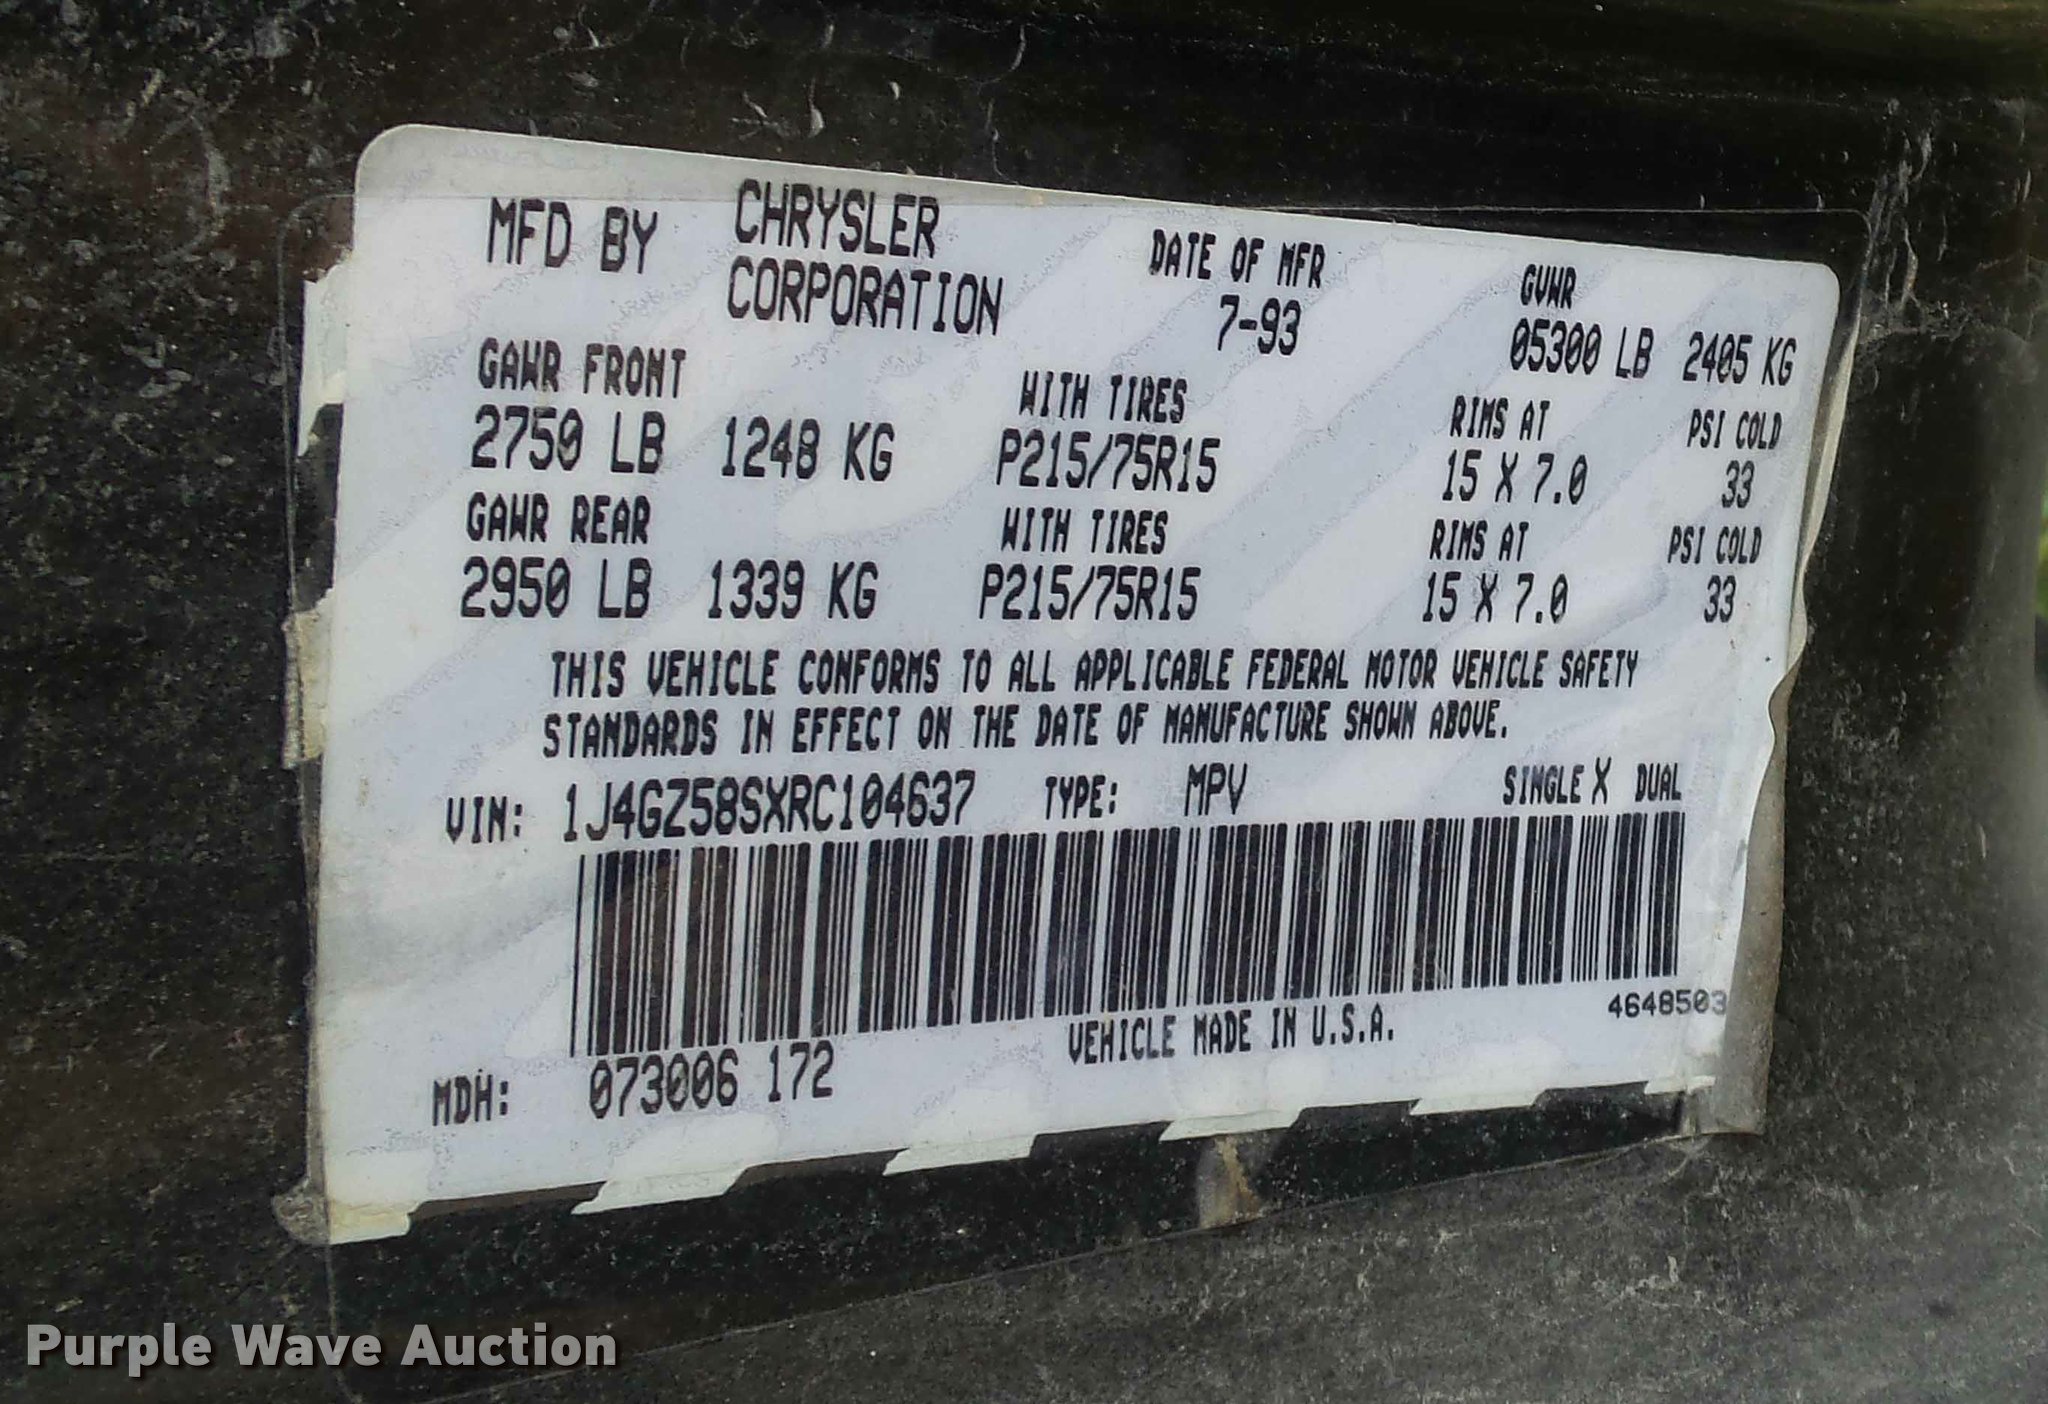 MFD BY CHRYSLER CORPORATION
DATE OF MFR 7-93
GVWR 05300 LB 2405 KG
GAWR FRONT WITH TIRES RIMS AT PSI COLD
2750 LB 1248 KG P215/75R15 15 X 7.0 33
GAWR REAR WITH TIRES RIMS AT PSI COLD
2950 LB 1339 KG P215/75R15 15 X 7.0 33
THIS VEHICLE CONFORMS TO ALL APPLICABLE FEDERAL MOTOR VEHICLE SAFETY
STANDARDS IN EFFECT ON THE DATE OF MANUFACTURE SHOWN ABOVE.
VIN: 1J4GZ58SXRC104637 TYPE: MPV SINGLE X DUAL
4648503
MDH: 073006 172 VEHICLE MADE IN U.S.A.
Purple Wave Auction